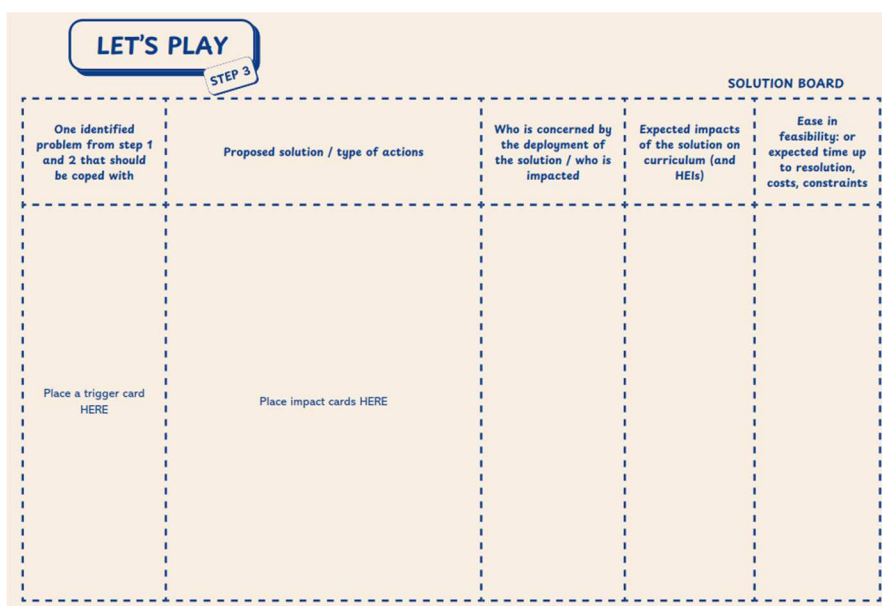 LET'S PLAY
STEP 3
SOLUTION BOARD
One identified
problem from step 1
and 2 that should
be coped with
Proposed solution / type of actions
Who is concerned by
the deployment of
the solution / who is
impacted
Expected impacts
of the solution on
curriculum (and
HEIs)
Ease in
feasibility: or
expected time up
to resolution,
costs, constraints
Place a trigger card
HERE
Place impact cards HERE